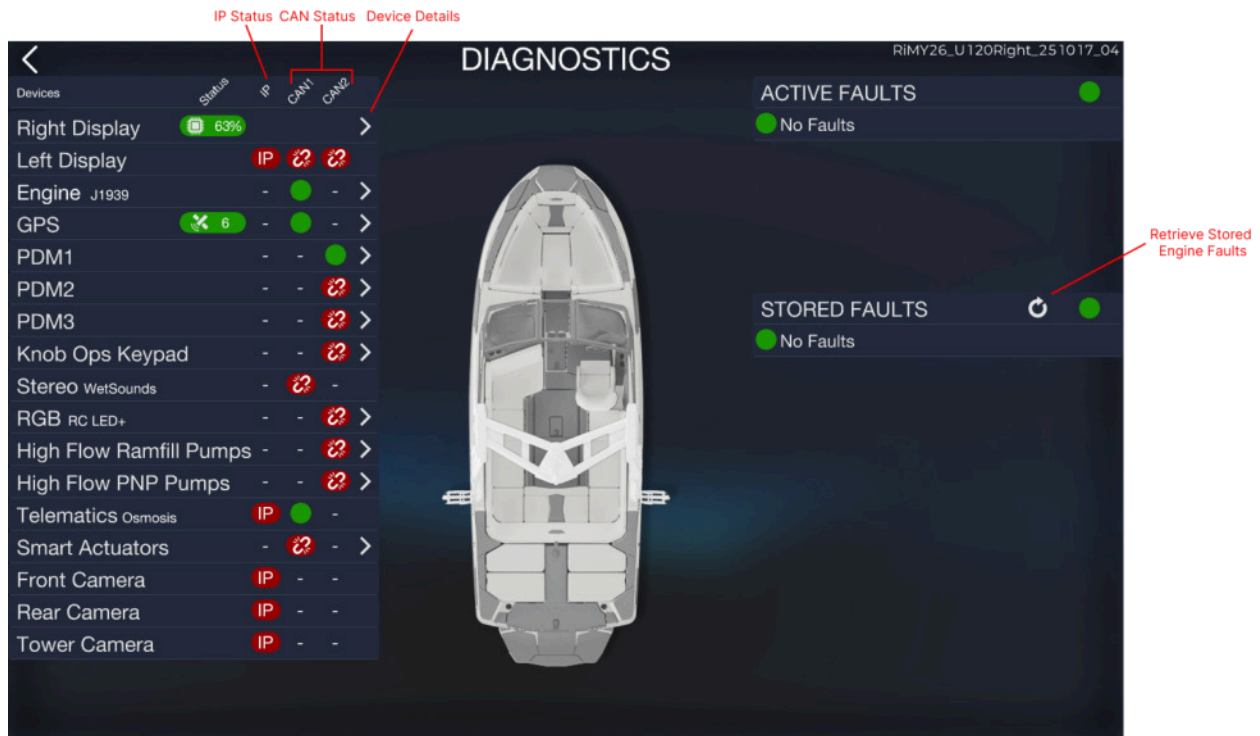 IP Status CAN Status Device Details
DIAGNOSTICS
RiMY26_U120Right_251017_04
Devices Status IP CAN1 CAN2
Right Display 63%
Left Display IP
Engine J1939 - -
GPS 6 - -
PDM1 - -
PDM2 - -
PDM3 - -
Knob Ops Keypad - -
Stereo WetSounds - -
RGB RC LED+ - -
High Flow Ramfill Pumps - -
High Flow PNP Pumps - -
Telematics Osmosis IP -
Smart Actuators - -
Front Camera IP - -
Rear Camera IP - -
Tower Camera IP - -
ACTIVE FAULTS
No Faults
Retrieve Stored
Engine Faults
STORED FAULTS
No Faults